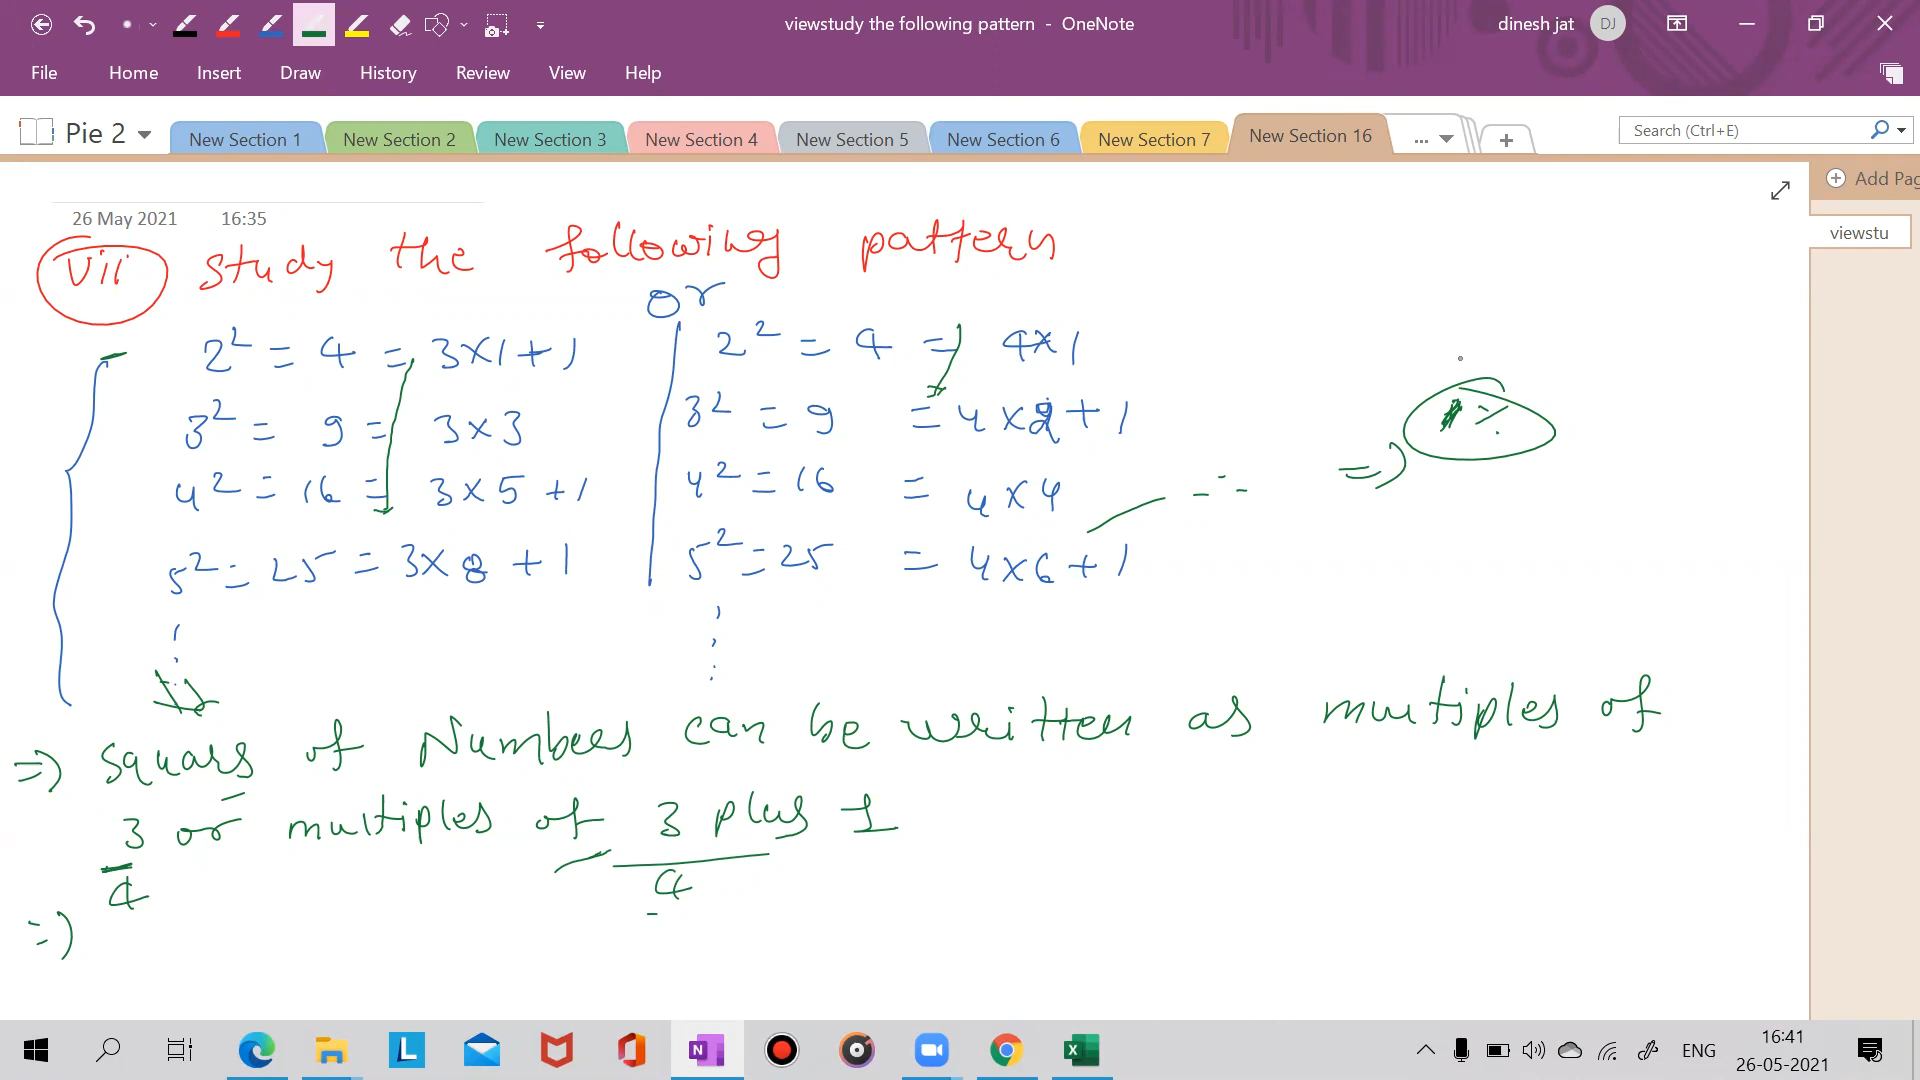 viewstudy the following pattern - OneNote
dinesh jat DJ
File Home Insert Draw History Review View Help
Pie 2 New Section 1 New Section 2 New Section 3 New Section 4 New Section 5 New Section 6 New Section 7 New Section 16 ... + Search (Ctrl+E)
Add Pag
viewstu
26 May 2021 16:35
vii study the following pattern
or
2² = 4 = 3×1+1
3² = 9 = 3×3
4² = 16 = 3×5+1
5² = 25 = 3×8+1
2² = 4 = 4×1
3² = 9 = 4×2+1
4² = 16 = 4×4
5² = 25 = 4×6+1
=> squars of Numbers can be written as multiples of
3 or multiples of 3 plus 1
4 4
=>
L N X
ENG
16:41
26-05-2021